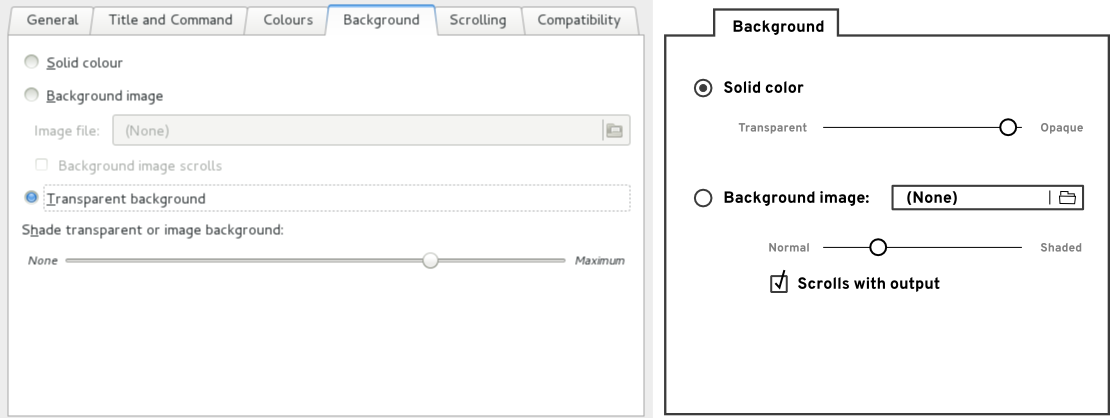 General Title and Command Colours Background Scrolling Compatibility
Solid colour
Background image
Image file: (None)
Background image scrolls
Transparent background
Shade transparent or image background:
None Maximum
Background
Solid color
Transparent Opaque
Background image: (None)
Normal Shaded
Scrolls with output